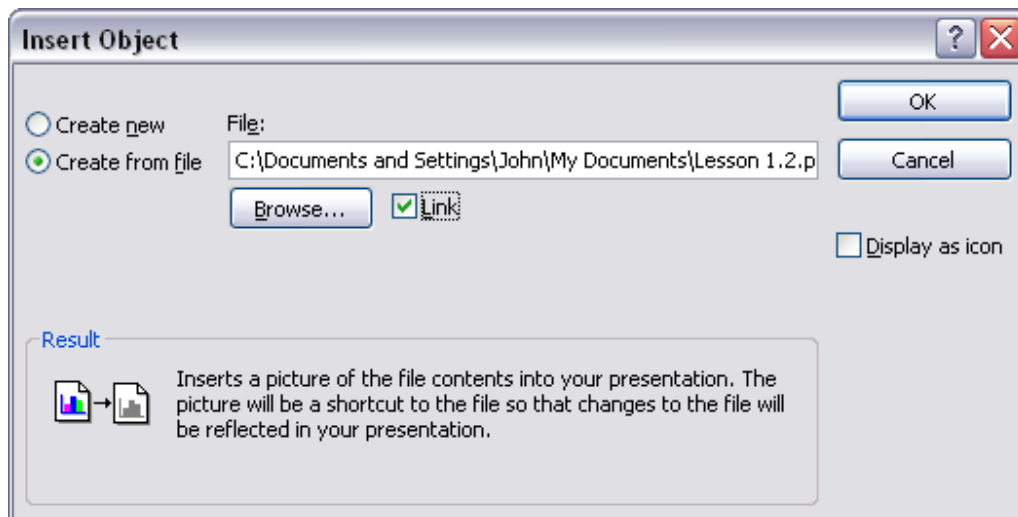 Insert Object
Create new
File:
OK
Create from file
C:\Documents and Settings\John\My Documents\Lesson 1.2.p
Cancel
Browse...
Link
Display as icon
Result
Inserts a picture of the file contents into your presentation. The
picture will be a shortcut to the file so that changes to the file will
be reflected in your presentation.